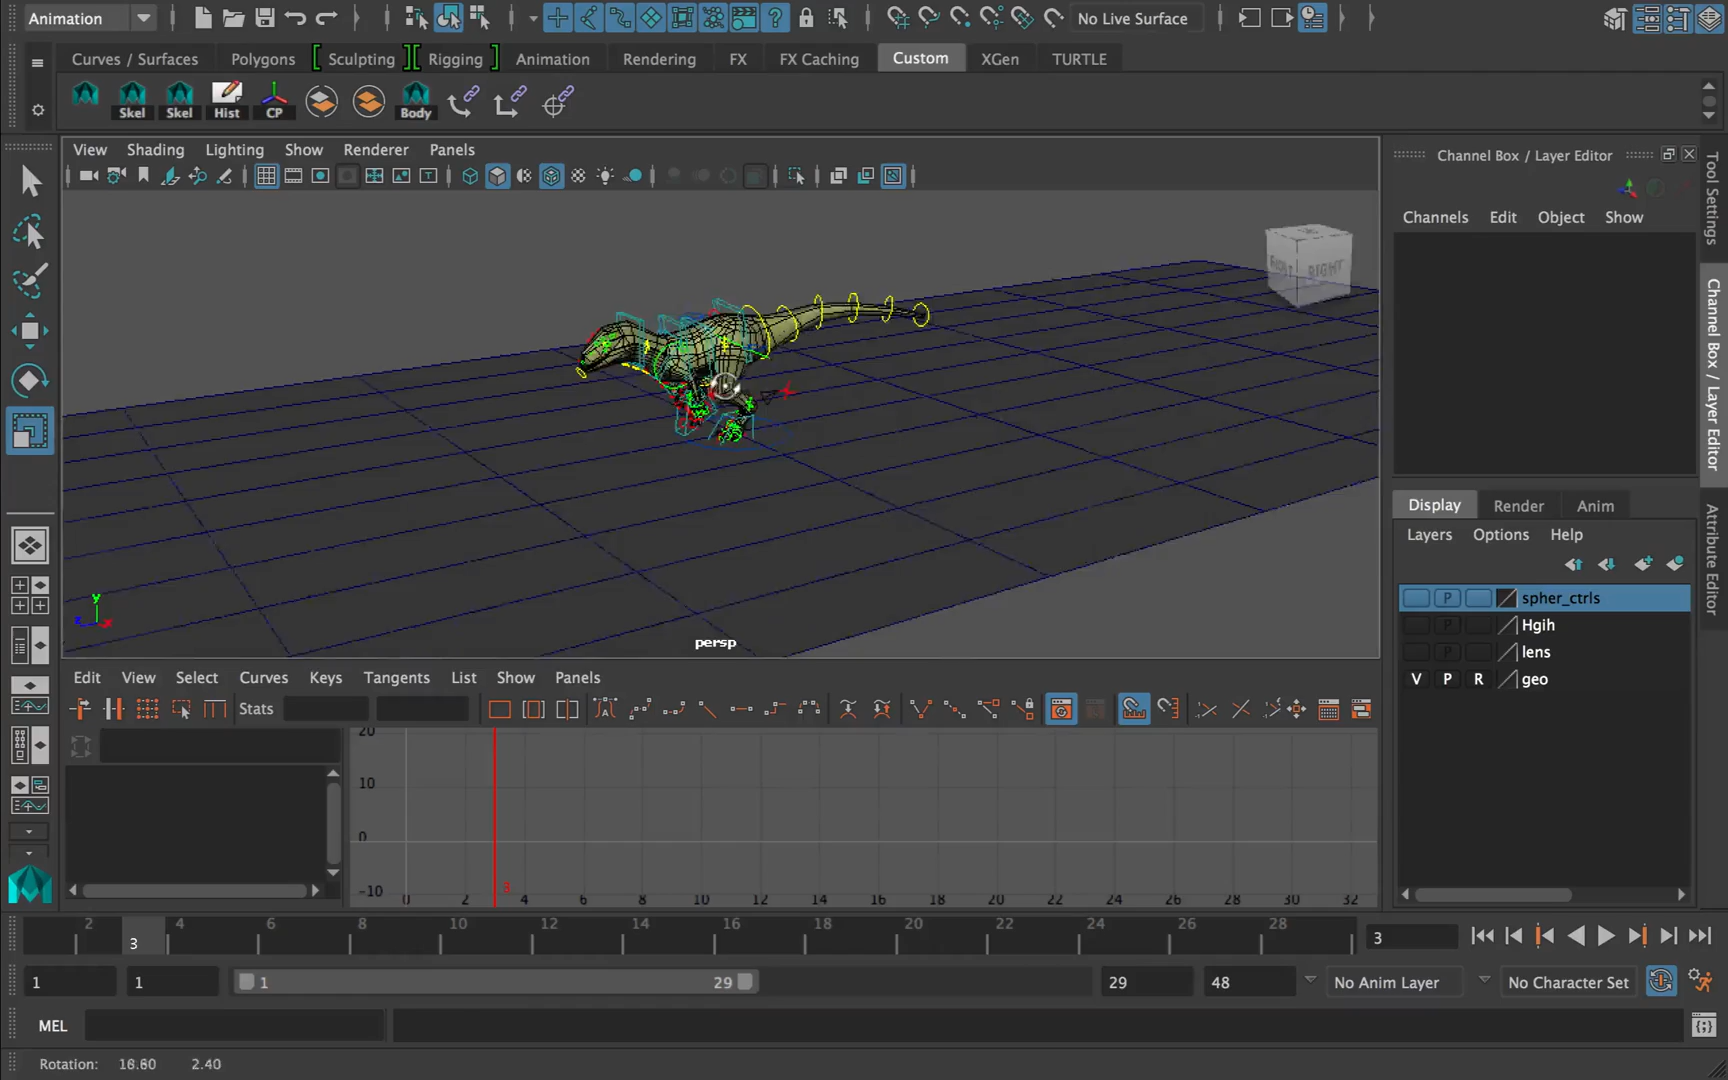 Animation
No Live Surface
Curves / Surfaces Polygons Sculpting Rigging Animation Rendering FX FX Caching Custom XGen TURTLE
Skel Skel Hist CP Body
View Shading Lighting Show Renderer Panels
Channel Box / Layer Editor
Channels Edit Object Show
RIGHT
persp
y
z x
Tool Settings
Channel Box / Layer Editor
Attribute Editor
Display Render Anim
Layers Options Help
P spher_ctrls
P Hgih
P lens
V P R geo
Edit View Select Curves Keys Tangents List Show Panels
Stats
20
10
0
-10
3
0 2 4 6 8 10 12 14 16 18 20 22 24 26 28 30 32
2 4 6 8 10 12 14 16 18 20 22 24 26 28
3
3
1 1 1 29 29 48 No Anim Layer No Character Set
MEL
Rotation: 18.60 2.40